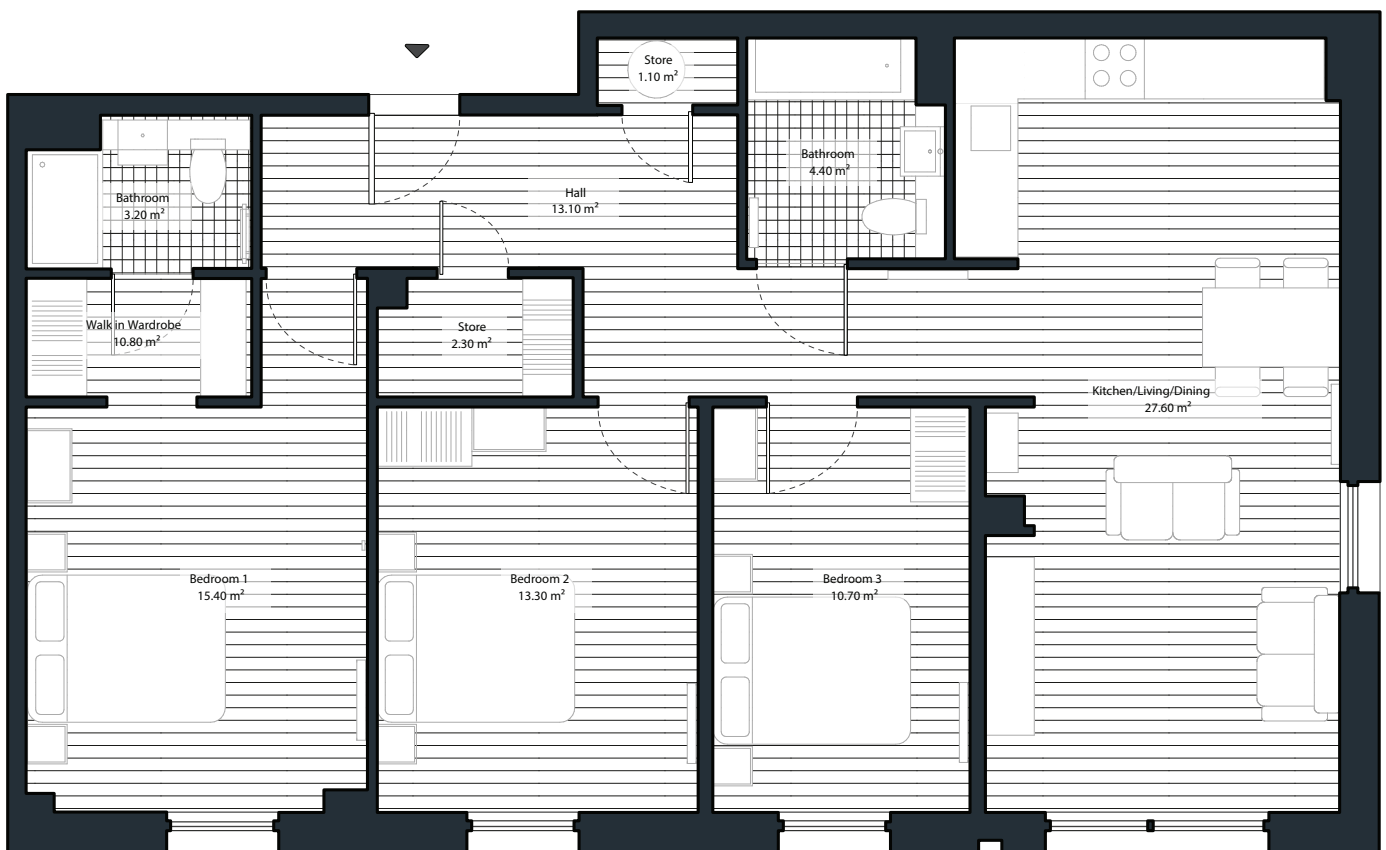 Store
1.10 m²
Bathroom
4.40 m²
Bathroom
3.20 m²
Hall
13.10 m²
Walk in Wardrobe
10.80 m²
Store
2.30 m²
Kitchen/Living/Dining
27.60 m²
Bedroom 1
15.40 m²
Bedroom 2
13.30 m²
Bedroom 3
10.70 m²